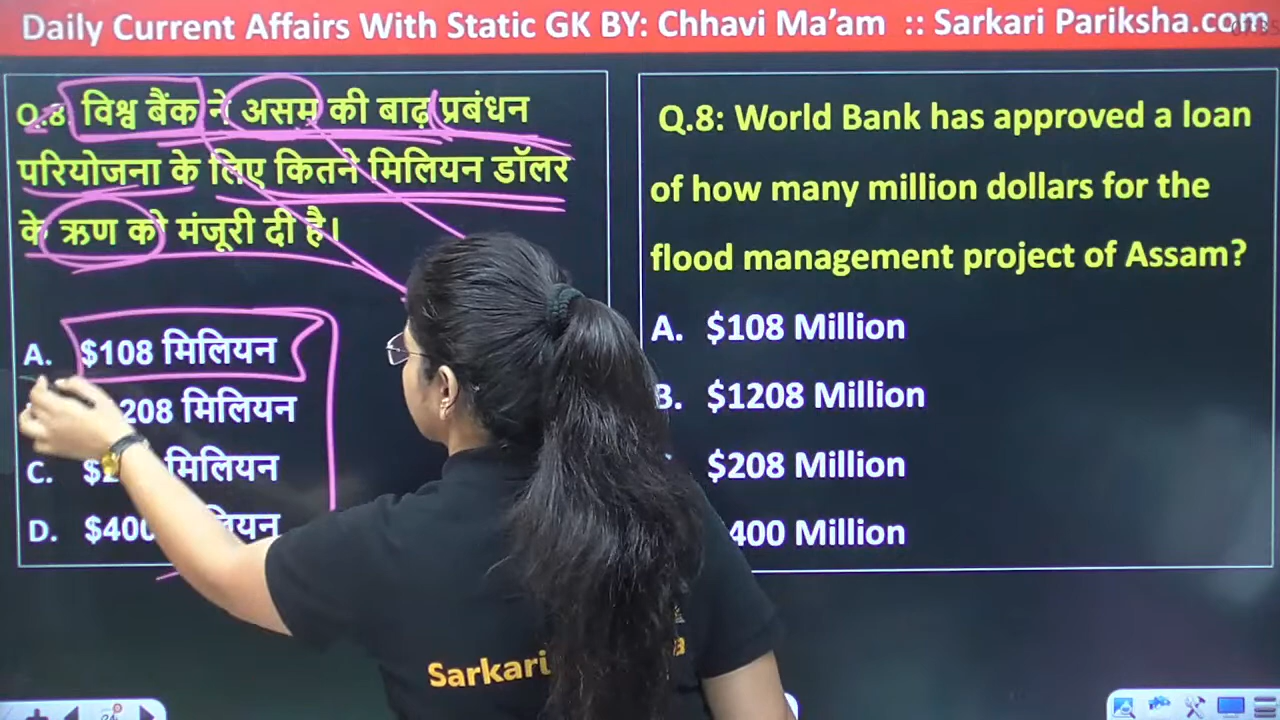 Daily Current Affairs With Static GK BY: Chhavi Ma'am :: Sarkari Pariksha.com
Q.8 विश्व बैंक ने असम की बाढ़ प्रबंधन
परियोजना के लिए कितने मिलियन डॉलर
के ऋण को मंजूरी दी है।
A. $108 मिलियन
208 मिलियन
C. मिलियन
D. $400
Q.8: World Bank has approved a loan
of how many million dollars for the
flood management project of Assam?
A. $108 Million
B. $1208 Million
$208 Million
400 Million
Sarkari